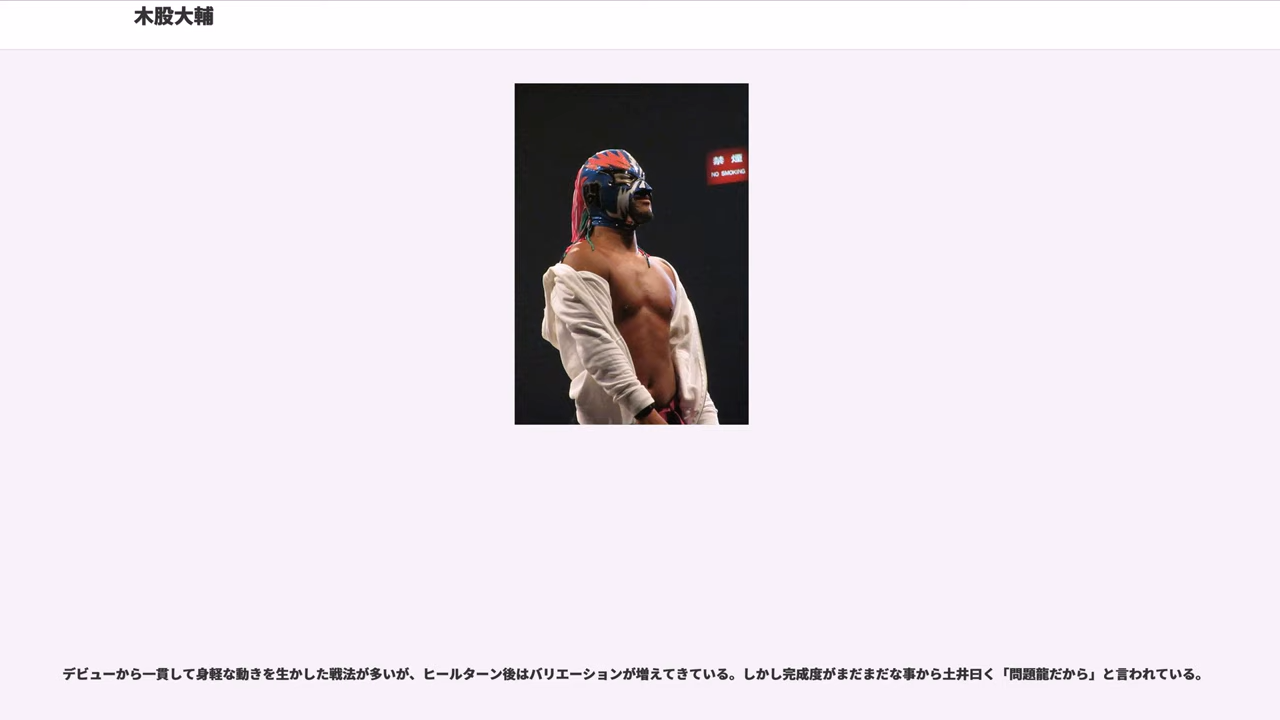 木股大輔
禁煙
NO SMOKING
デビューから一貫して身軽な動きを生かした戦法が多いが、ヒールターン後はバリエーションが増えてきている。しかし完成度がまだまだな事から土井曰く「問題龍だから」と言われている。